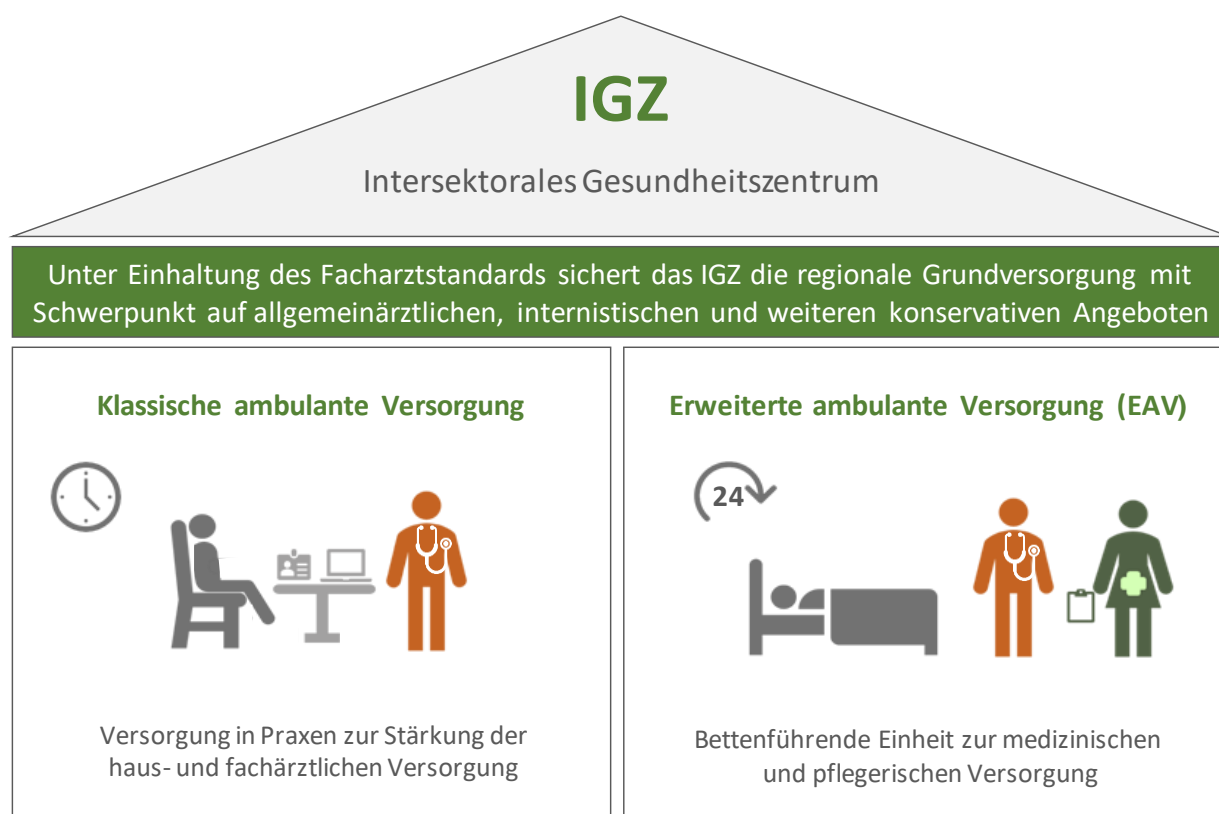 IGZ
Intersektorales Gesundheitszentrum
Unter Einhaltung des Facharztstandards sichert das IGZ die regionale Grundversorgung mit
Schwerpunkt auf allgemeinärztlichen, internistischen und weiteren konservativen Angeboten
Klassische ambulante Versorgung
Versorgung in Praxen zur Stärkung der
haus- und fachärztlichen Versorgung
Erweiterte ambulante Versorgung (EAV)
24
Bettenführende Einheit zur medizinischen
und pflegerischen Versorgung